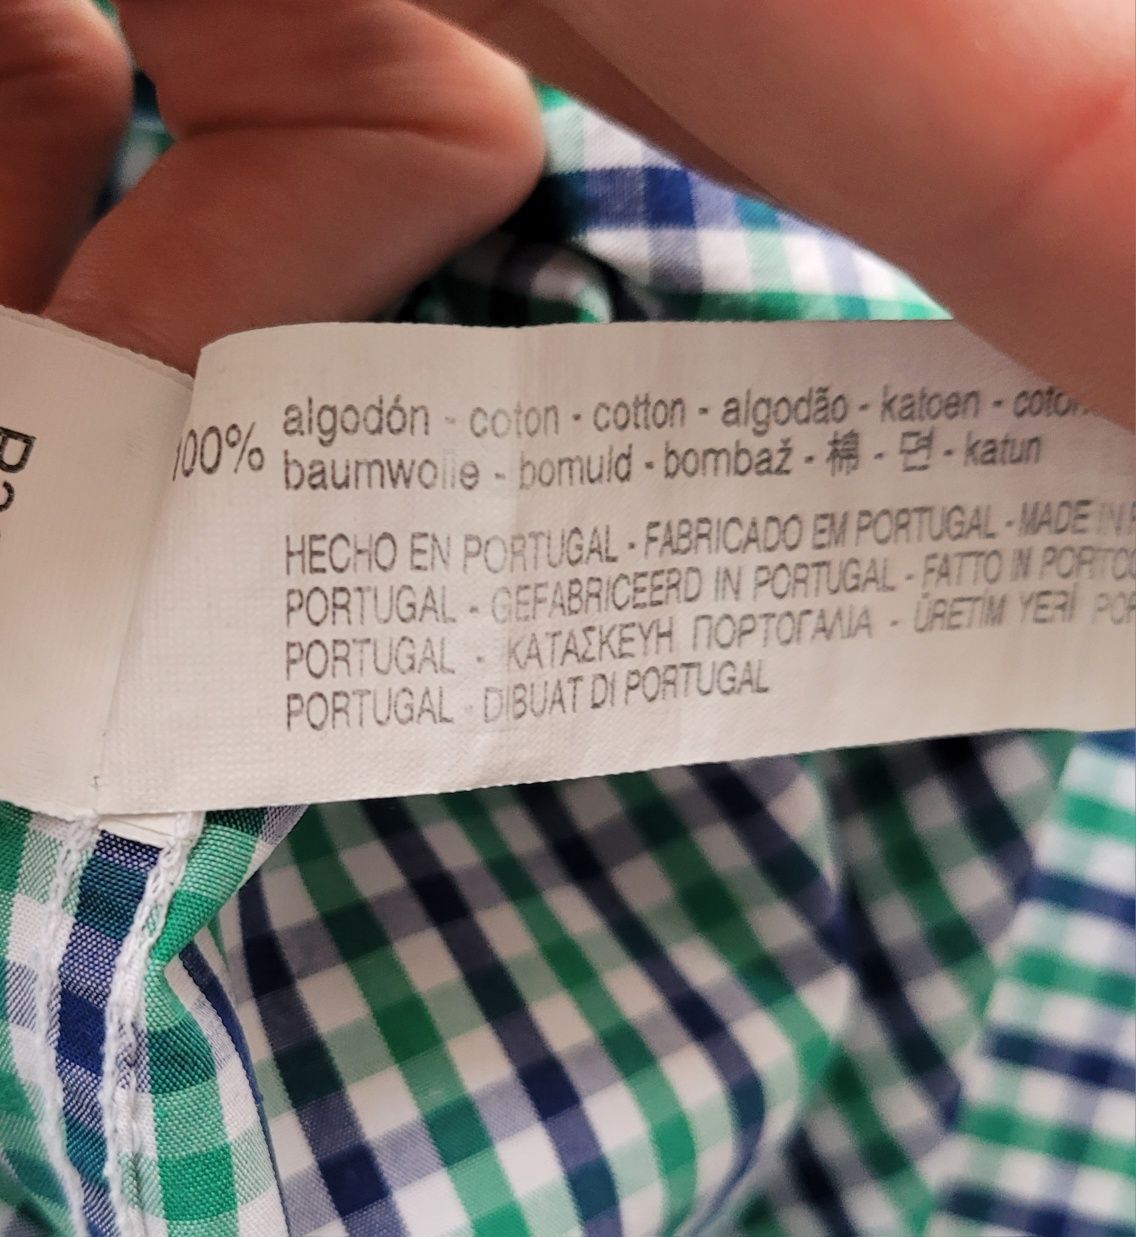 100%
algodón - coton - cotton - algodão - katoen -
baumwolle - bomuld - bombaž - 棉 - 면 - katun
HECHO EN PORTUGAL - FABRICADO EM PORTUGAL - MADE IN
PORTUGAL - GEFABRICEERD IN PORTUGAL - FATTO IN
PORTUGAL - ΚΑΤΑΣΚΕΥΗ ΠΟΡΤΟΓΑΛΙΑ - ÜRETİM YERİ
PORTUGAL - DIBUAT DI PORTUGAL